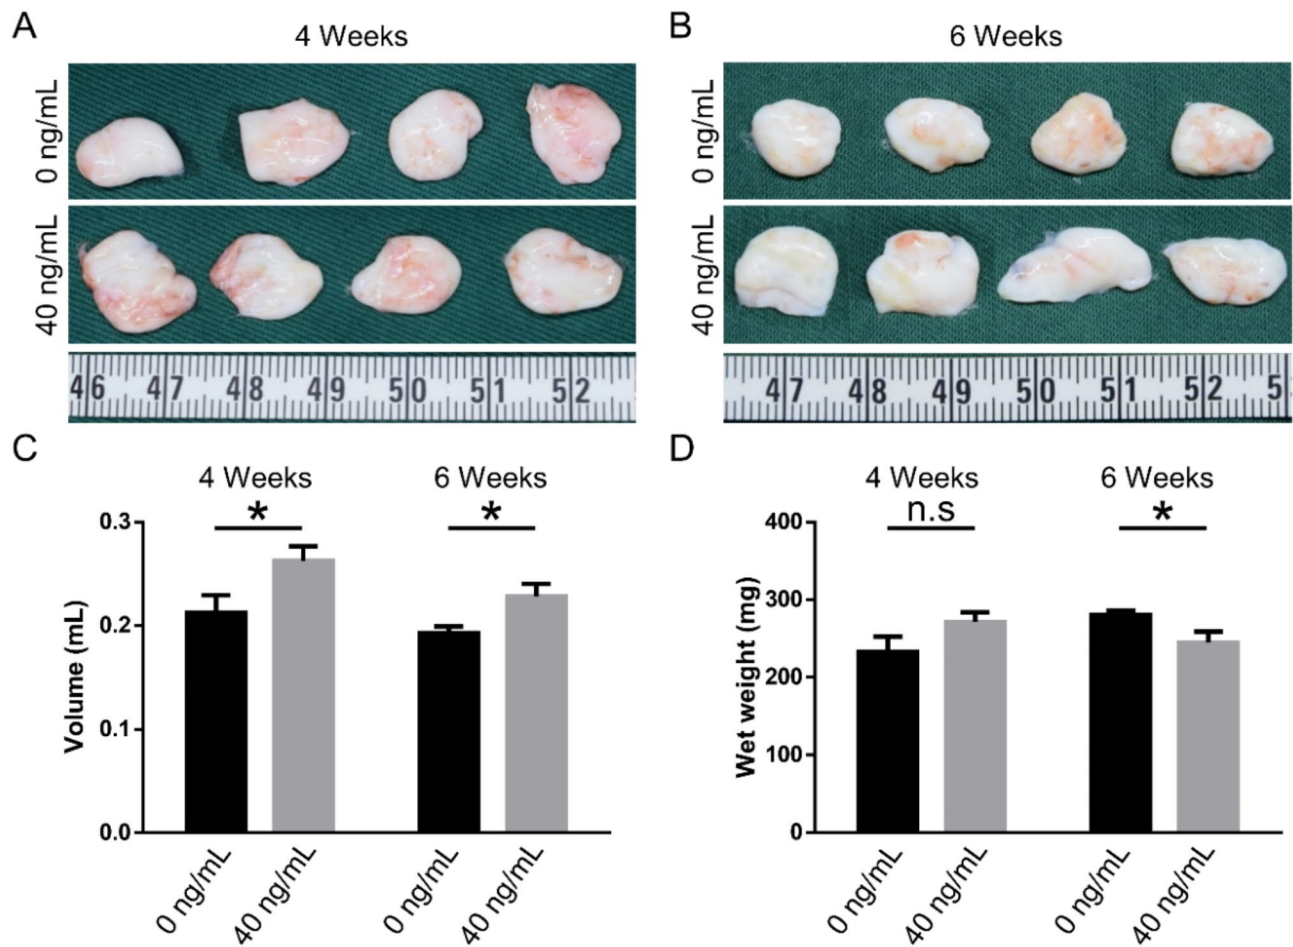 A
4 Weeks
0 ng/mL
40 ng/mL
46 47 48 49 50 51 52
B
6 Weeks
0 ng/mL
40 ng/mL
47 48 49 50 51 52 5
C
4 Weeks
6 Weeks
*
*
Volume (mL)
0.3
0.2
0.1
0.0
0 ng/mL
40 ng/mL
0 ng/mL
40 ng/mL
D
4 Weeks
6 Weeks
n.s
*
Wet weight (mg)
400
300
200
100
0
0 ng/mL
40 ng/mL
0 ng/mL
40 ng/mL